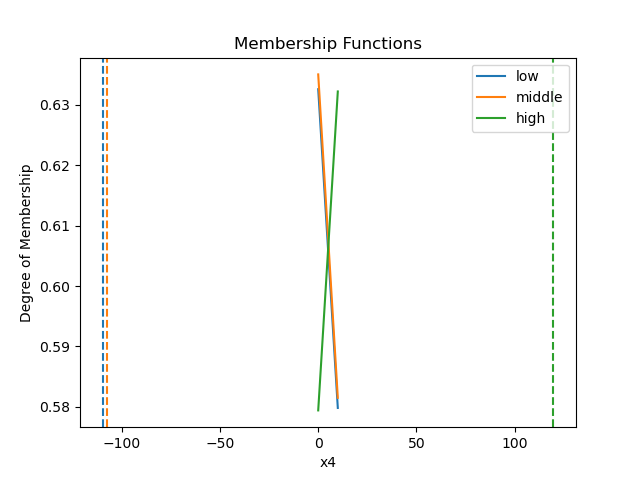 Membership Functions
low
middle
high
Degree of Membership
0.63
0.62
0.61
0.60
0.59
0.58
−100
−50
0
50
100
x4